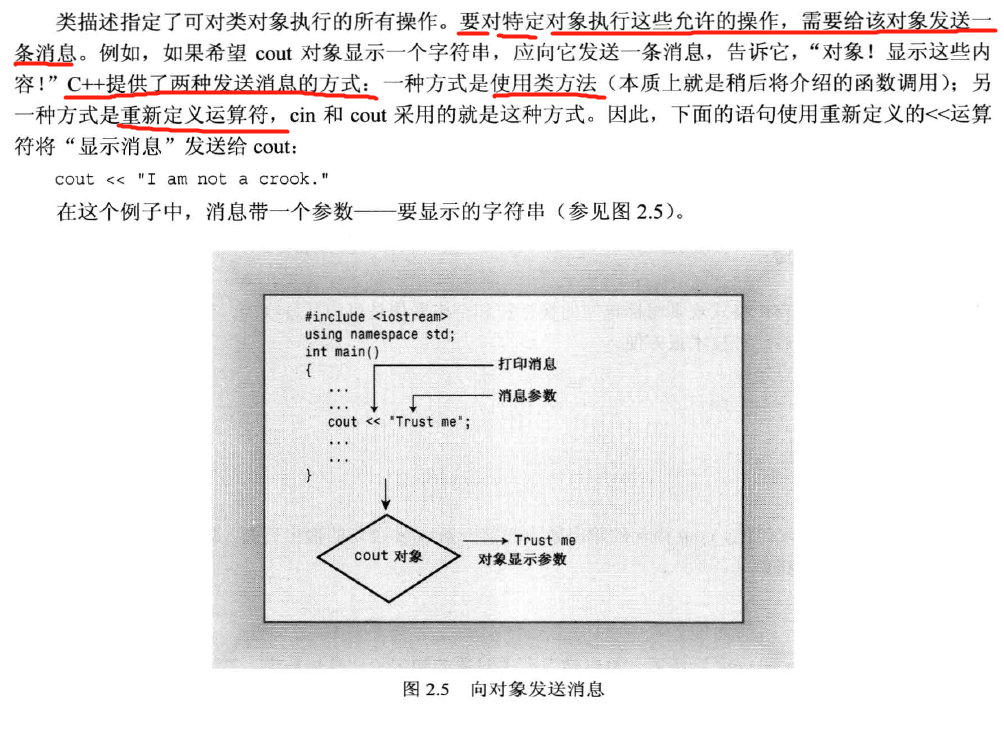 类描述指定了可对类对象执行的所有操作。要对特定对象执行这些允许的操作，需要给该对象发送一
条消息。例如，如果希望 cout 对象显示一个字符串，应向它发送一条消息，告诉它，“对象！显示这些内
容！”C++提供了两种发送消息的方式：一种方式是使用类方法（本质上就是稍后将介绍的函数调用）；另
一种方式是重新定义运算符，cin 和 cout 采用的就是这种方式。因此，下面的语句使用重新定义的<<运算
符将“显示消息”发送给 cout：
cout << "I am not a crook."
在这个例子中，消息带一个参数——要显示的字符串（参见图 2.5）。
#include <iostream>
using namespace std;
int main()
{
打印消息
...
消息参数
...
cout << "Trust me";
...
...
}
cout 对象
Trust me
对象显示参数
图 2.5 向对象发送消息